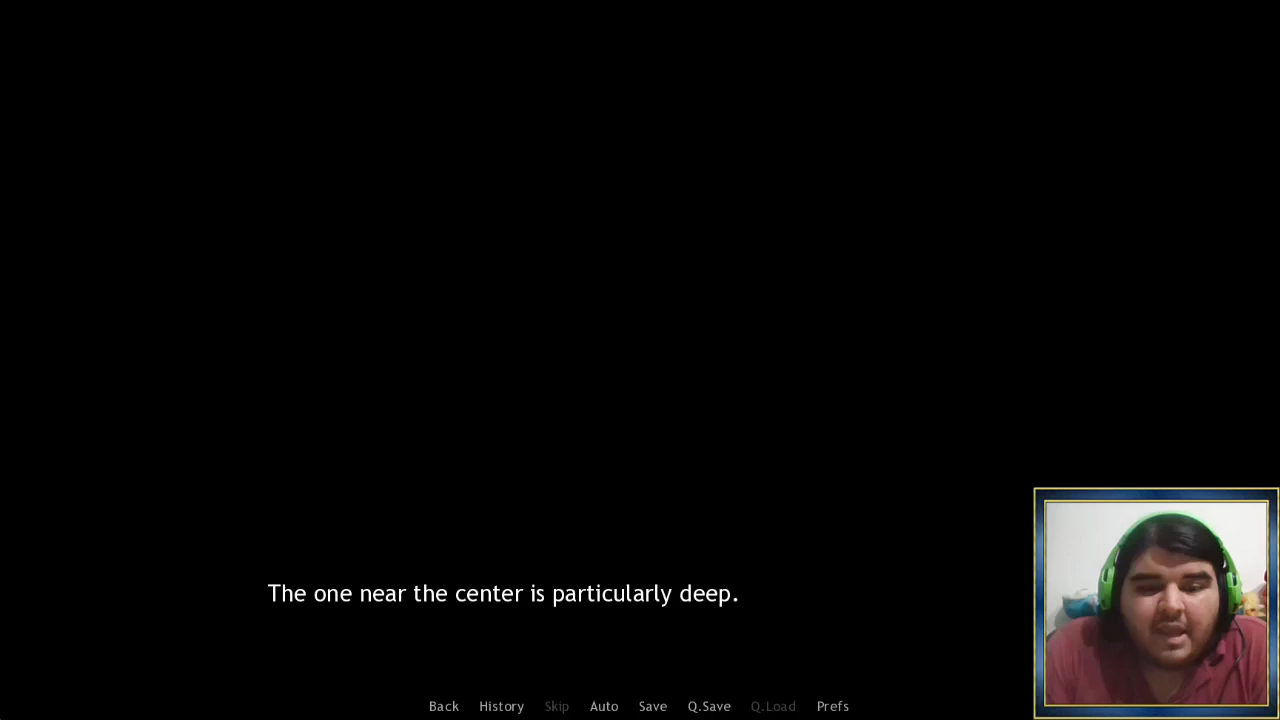 The one near the center is particularly deep.
Back History Skip Auto Save Q.Save Q.Load Prefs